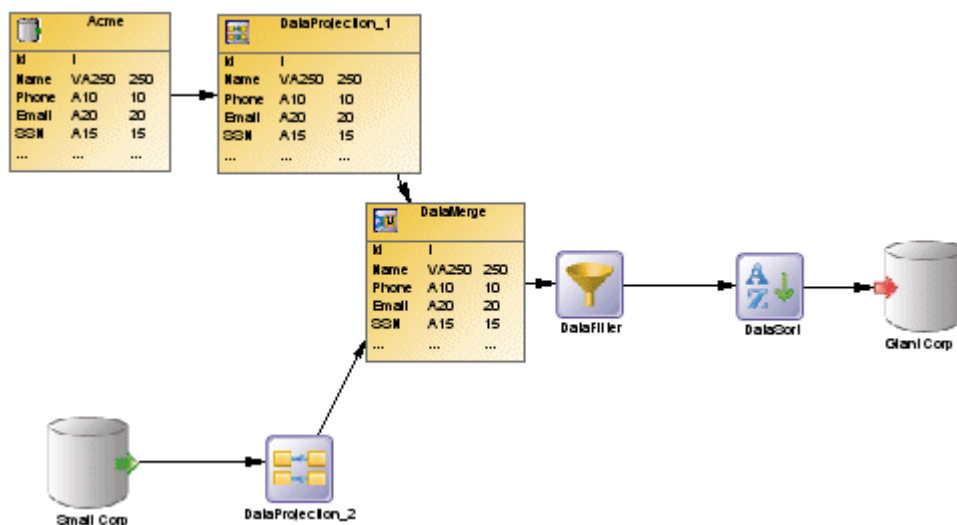 Acme
Id I
Name VA250 250
Phone A10 10
Email A20 20
SSN A15 15
... ... ...
DataProjection_1
Id I
Name VA250 250
Phone A10 10
Email A20 20
SSN A15 15
... ... ...
DataMerge
Id I
Name VA250 250
Phone A10 10
Email A20 20
SSN A15 15
... ... ...
DataFilter
A
Z
DataSort
Giant Corp
Small Corp
DataProjection_2